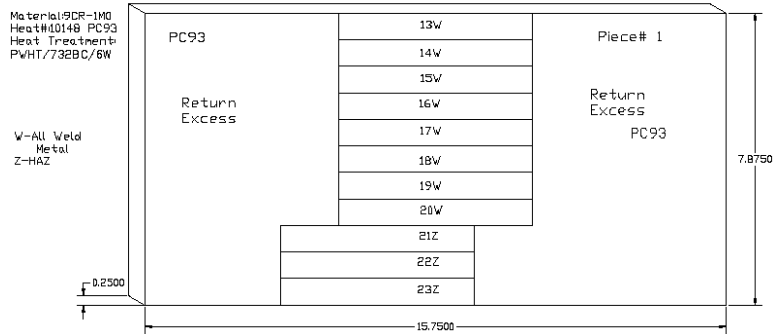 Material:9CR-1MO
Heat#:10148 PC93
Heat Treatment:
PWHT/732BC/6W
W-All Weld
Metal
Z-HAZ
PC93
Return
Excess
13W
14W
15W
16W
17W
18W
19W
20W
21Z
22Z
23Z
Piece# 1
Return
Excess
PC93
7.8750
0.2500
15.7500